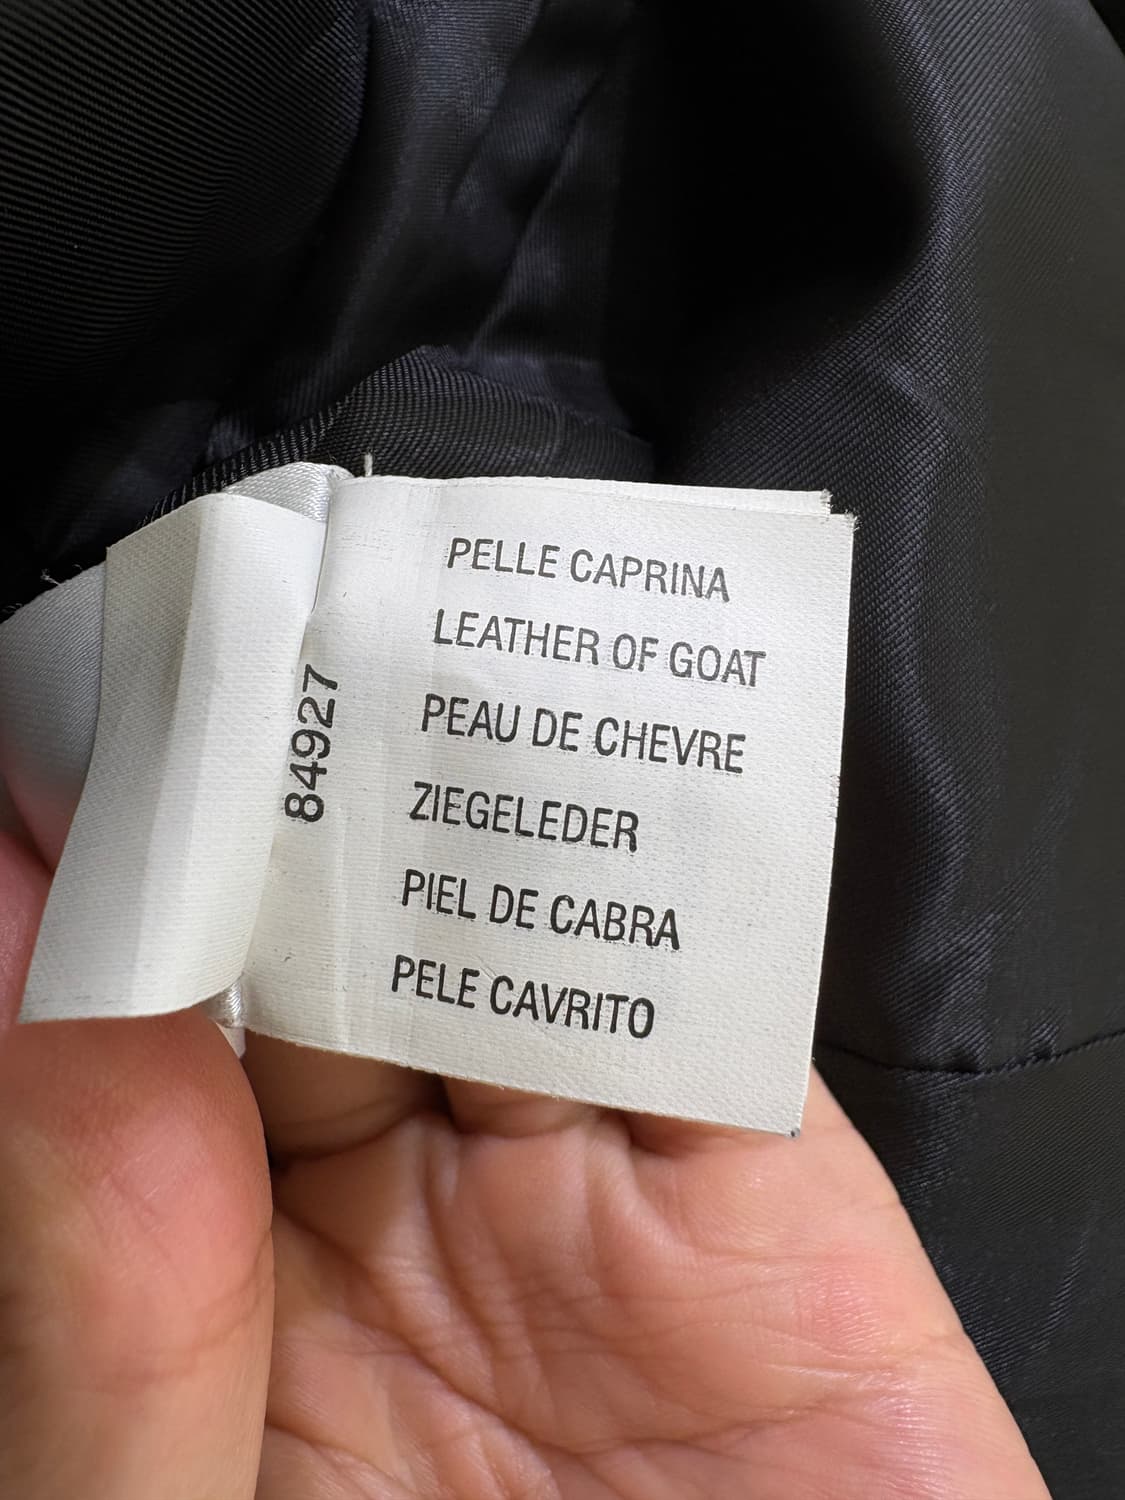 PELLE CAPRINA
LEATHER OF GOAT
PEAU DE CHEVRE
ZIEGELEDER
PIEL DE CABRA
PELE CAVRITO
84927